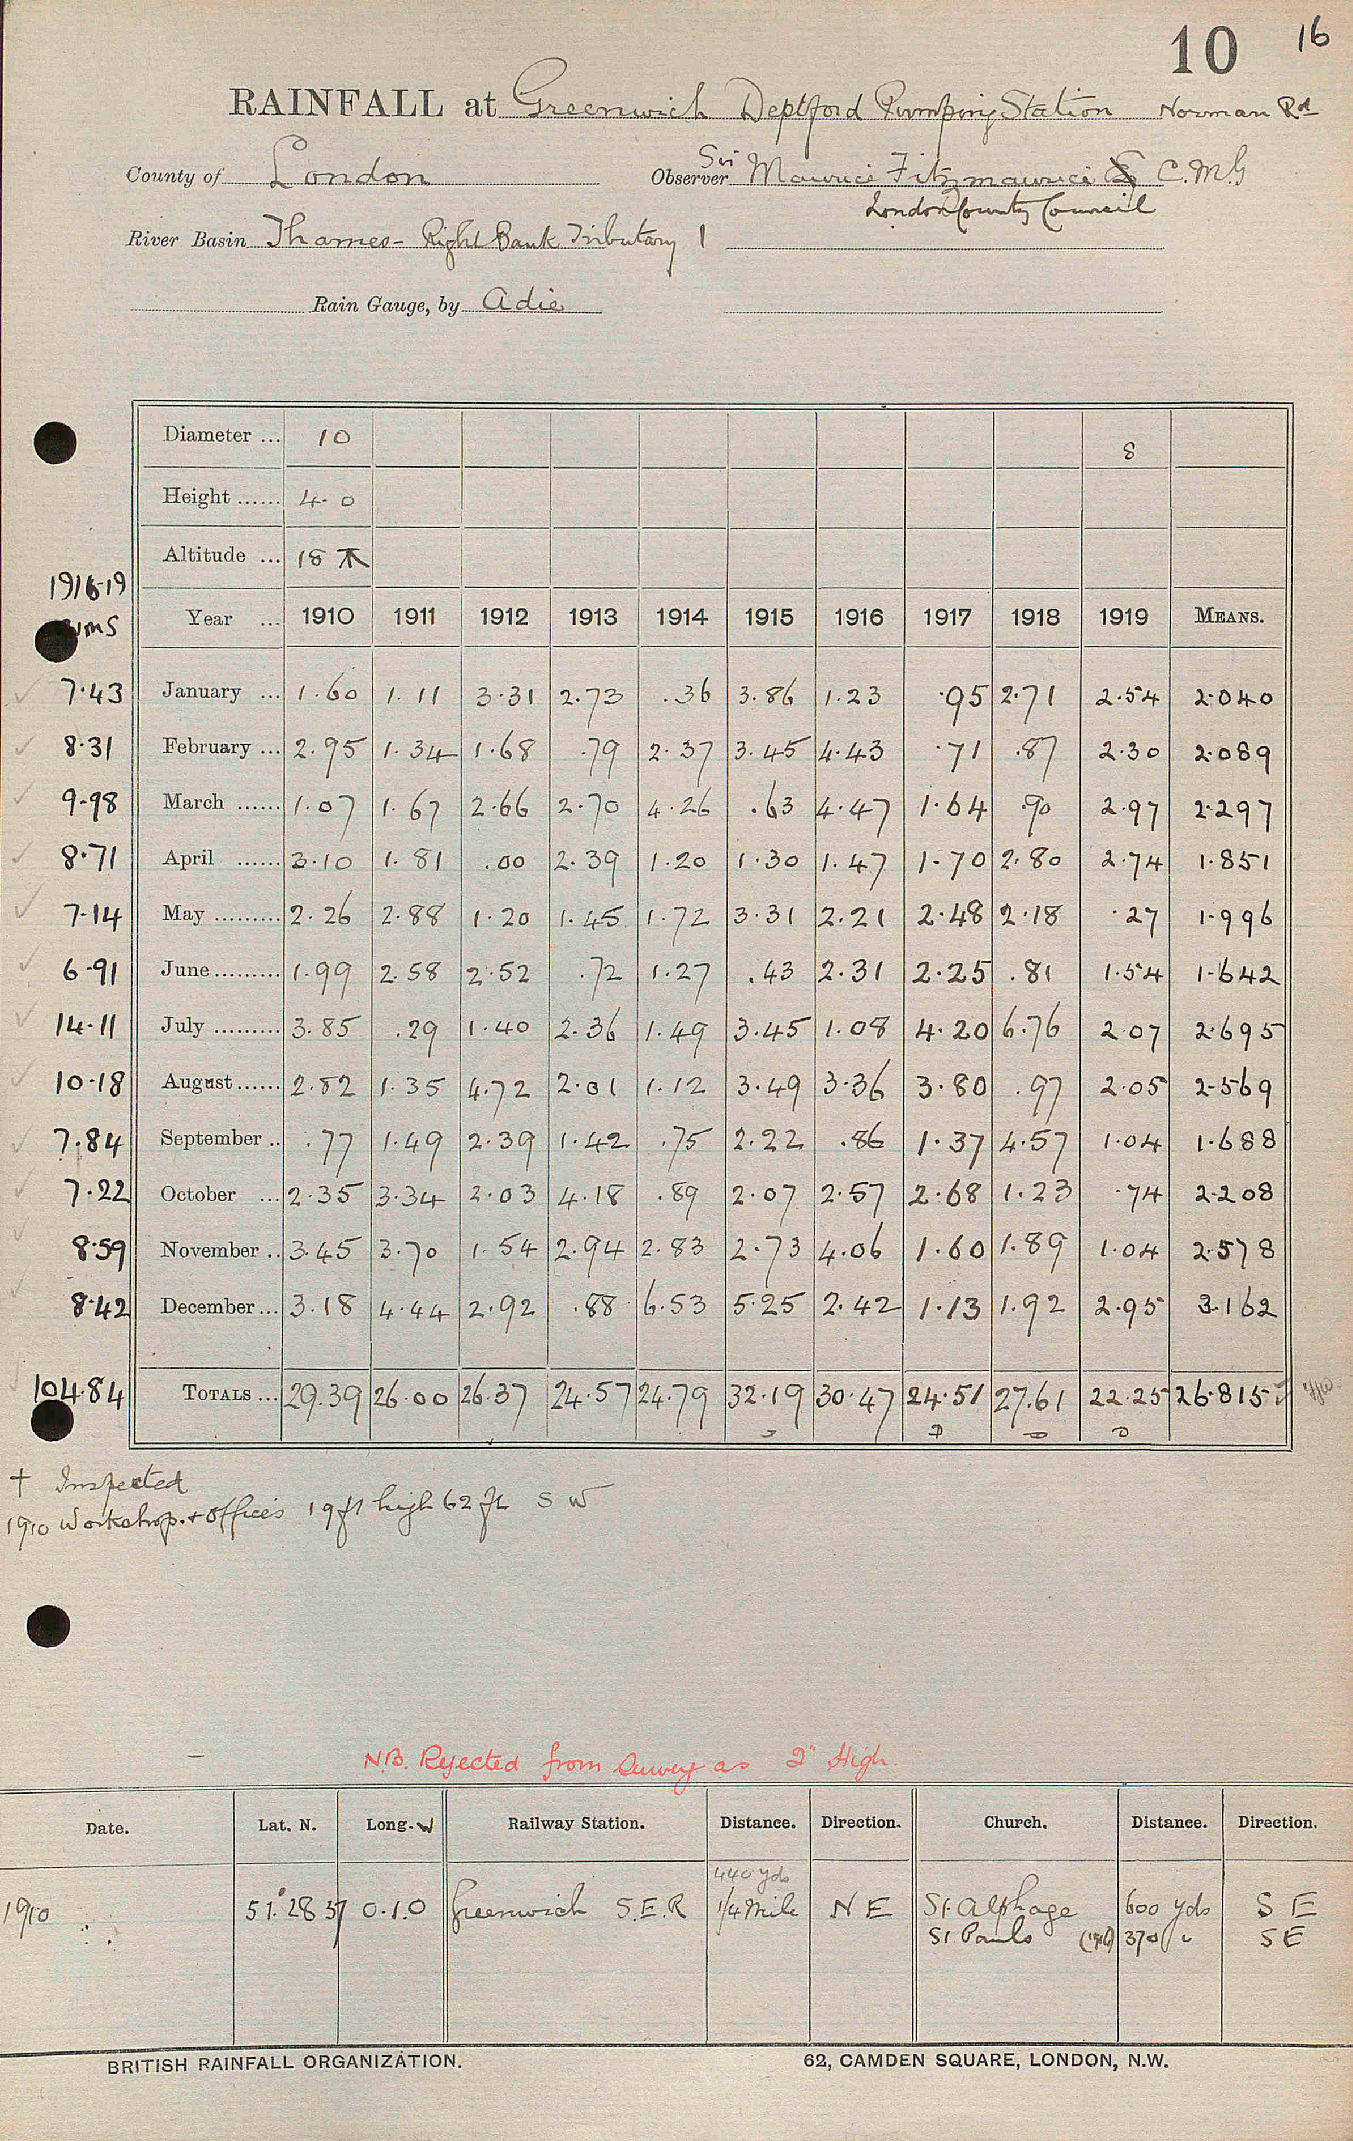 10 16
RAINFALL at Greenwich Deptford Pumping Station Norman Rd
County of London Observer Sir Maurice Fitzmaurice C.M.G
London County Council
River Basin Thames - Right Bank Tributary 1
Rain Gauge, by Adie
Diameter ... 10 8
Height ...... 4. 0
Altitude ... 18
1916-19
Sums
Year ... 1910 1911 1912 1913 1914 1915 1916 1917 1918 1919 MEANS.
7.43 January ... 1.60 1.11 3.31 2.73 .36 3.86 1.23 .95 2.71 2.54 2.040
8.31 February ... 2.95 1.34 1.68 .79 2.37 3.45 4.43 .71 .87 2.30 2.089
9.98 March ...... 1.07 1.67 2.66 2.70 4.26 .63 4.47 1.64 .90 2.97 2.297
8.71 April ...... 3.10 1.81 .00 2.39 1.20 1.30 1.47 1.70 2.80 2.74 1.851
7.14 May ......... 2.26 2.88 1.20 1.45 1.72 3.31 2.21 2.48 2.18 .27 1.996
6.91 June ......... 1.99 2.58 2.52 .72 1.27 .43 2.31 2.25 .81 1.54 1.642
14.11 July ......... 3.85 .29 1.40 2.36 1.49 3.45 1.08 4.20 6.76 2.07 2.695
10.18 August ...... 2.82 1.35 4.72 2.01 1.12 3.49 3.36 3.80 .97 2.05 2.569
7.84 September .. .77 1.49 2.39 1.42 .75 2.22 .86 1.37 4.57 1.04 1.688
7.22 October ... 2.35 3.34 2.03 4.18 .89 2.07 2.57 2.68 1.23 .74 2.208
8.59 November .. 3.45 3.70 1.54 2.94 2.83 2.73 4.06 1.60 1.89 1.04 2.578
8.42 December ... 3.18 4.44 2.92 .88 6.53 5.25 2.42 1.13 1.92 2.95 3.162
104.84 TOTALS ... 29.39 26.00 26.37 24.57 24.79 32.19 30.47 24.51 27.61 22.25 26.815
† Inspected
1910 Workshop. + offices 19 ft high 62 ft S W
N.B. Rejected from Survey as 2" High.
Date. Lat. N. Long. W Railway Station. Distance. Direction. Church. Distance. Direction.
440 yds
1910 51° 28 37 0.1.0 Greenwich S.E.R 1/4 Mile N E St. Alphage 600 yds S E
St Pauls 370 " S E
BRITISH RAINFALL ORGANIZATION. 62, CAMDEN SQUARE, LONDON, N.W.